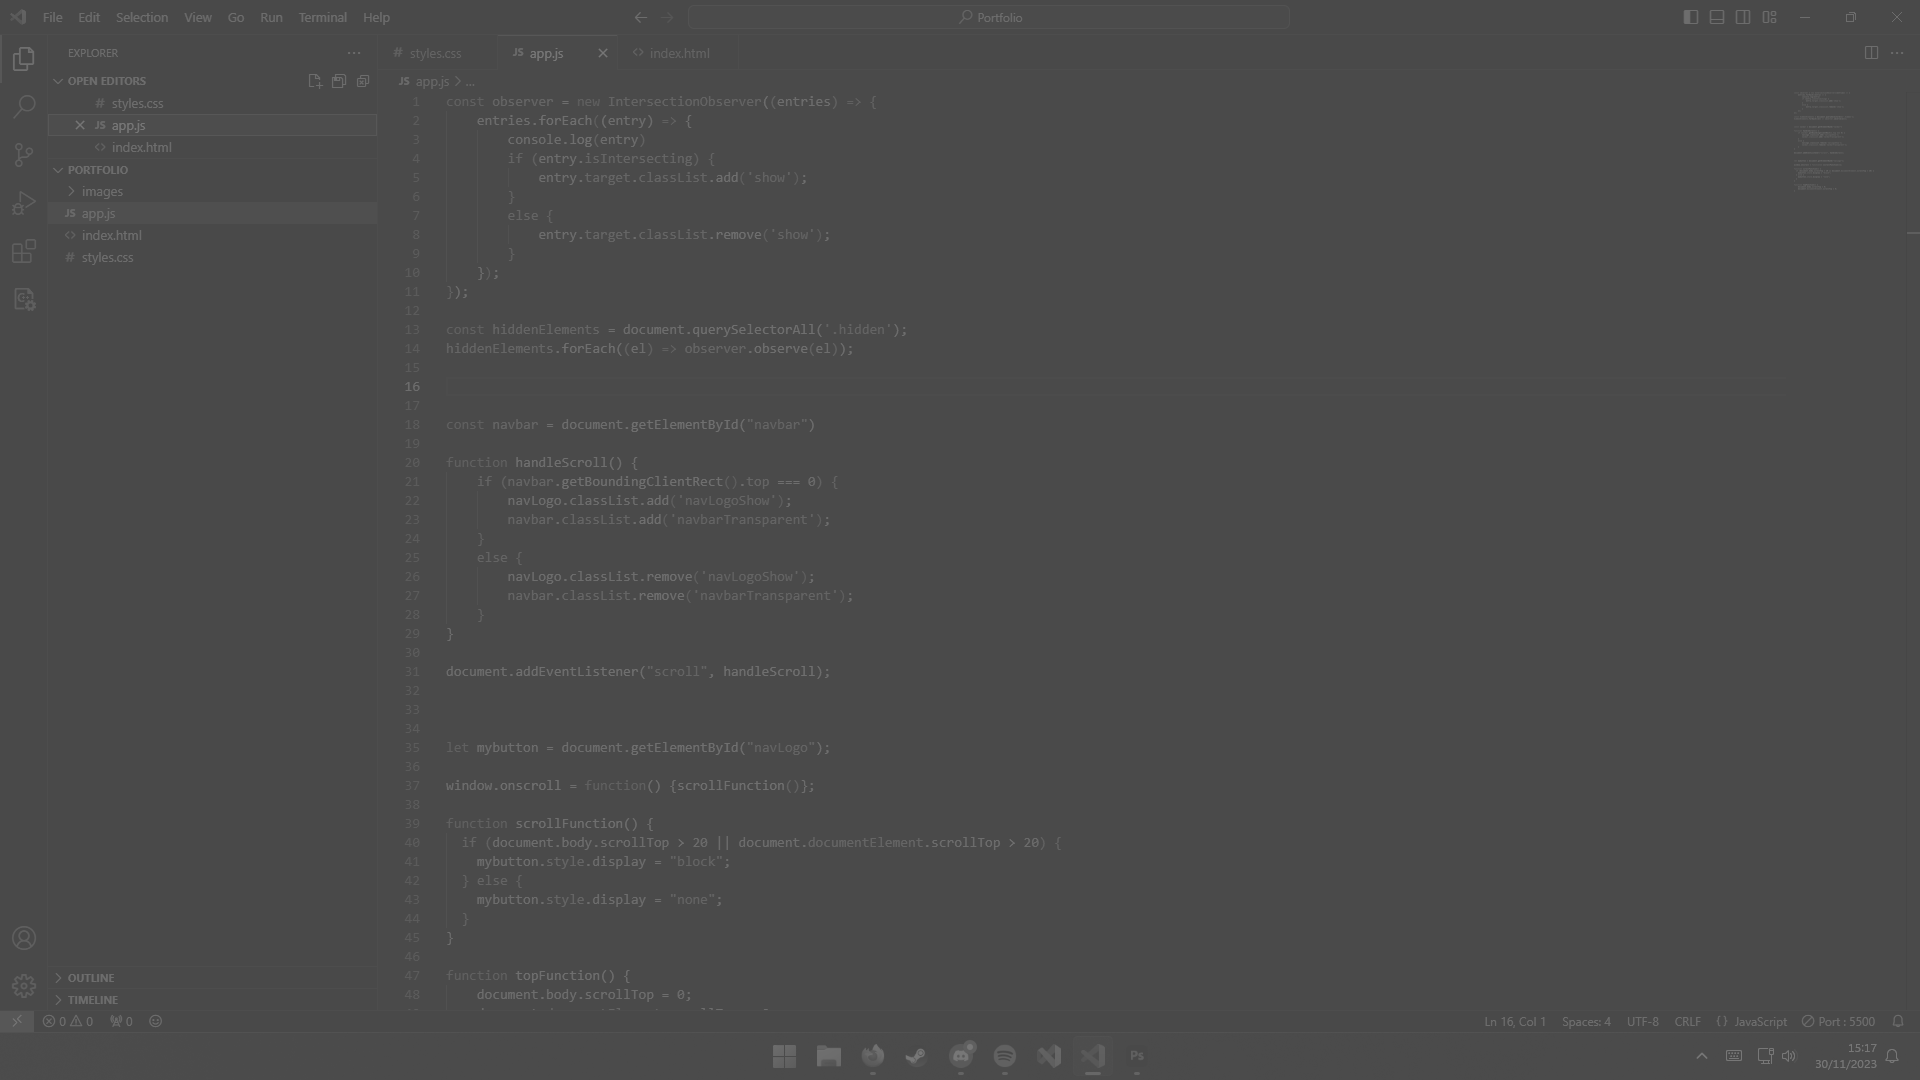 File Edit Selection View Go Run Terminal Help
Portfolio
EXPLORER
OPEN EDITORS
# styles.css
JS app.js
<> index.html
PORTFOLIO
images
JS app.js
<> index.html
# styles.css
OUTLINE
TIMELINE
# styles.css
JS app.js
<> index.html
JS app.js > ...
1 const observer = new IntersectionObserver((entries) => {
2 entries.forEach((entry) => {
3 console.log(entry)
4 if (entry.isIntersecting) {
5 entry.target.classList.add('show');
6 }
7 else {
8 entry.target.classList.remove('show');
9 }
10 });
11 });
12
13 const hiddenElements = document.querySelectorAll('.hidden');
14 hiddenElements.forEach((el) => observer.observe(el));
15
16
17
18 const navbar = document.getElementById("navbar")
19
20 function handleScroll() {
21 if (navbar.getBoundingClientRect().top === 0) {
22 navLogo.classList.add('navLogoShow');
23 navbar.classList.add('navbarTransparent');
24 }
25 else {
26 navLogo.classList.remove('navLogoShow');
27 navbar.classList.remove('navbarTransparent');
28 }
29 }
30
31 document.addEventListener("scroll", handleScroll);
32
33
34
35 let mybutton = document.getElementById("navLogo");
36
37 window.onscroll = function() {scrollFunction()};
38
39 function scrollFunction() {
40 if (document.body.scrollTop > 20 || document.documentElement.scrollTop > 20) {
41 mybutton.style.display = "block";
42 } else {
43 mybutton.style.display = "none";
44 }
45 }
46
47 function topFunction() {
48 document.body.scrollTop = 0;
0 0 0
Ln 16, Col 1 Spaces: 4 UTF-8 CRLF {} JavaScript Port : 5500
Ps
15:17
30/11/2023